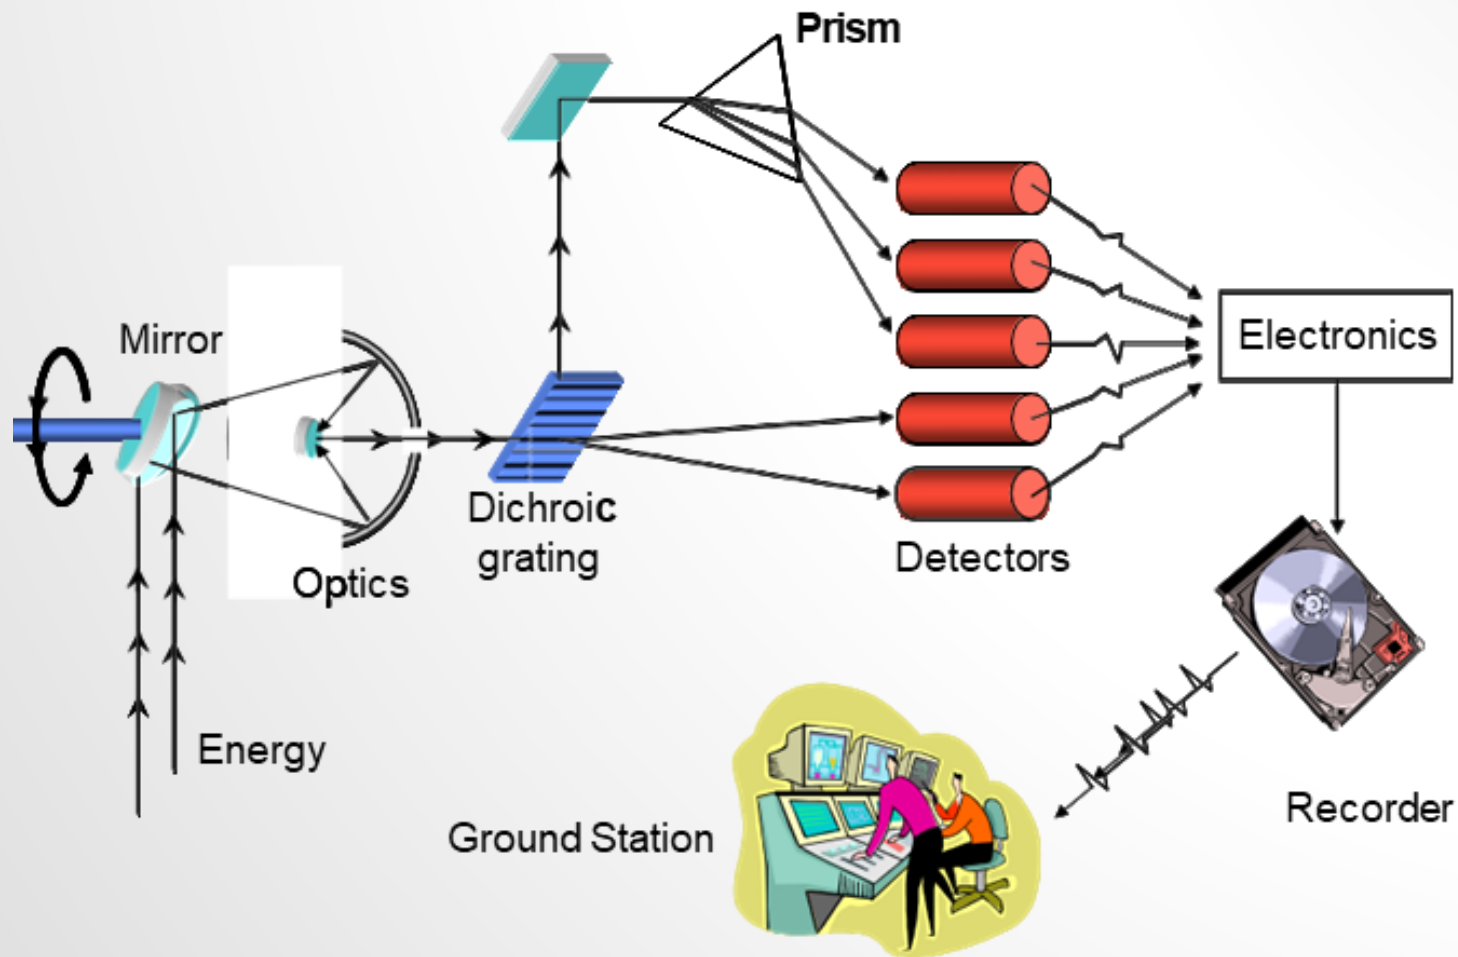 Prism
Mirror
Electronics
Dichroic
grating
Detectors
Optics
Energy
Ground Station
Recorder